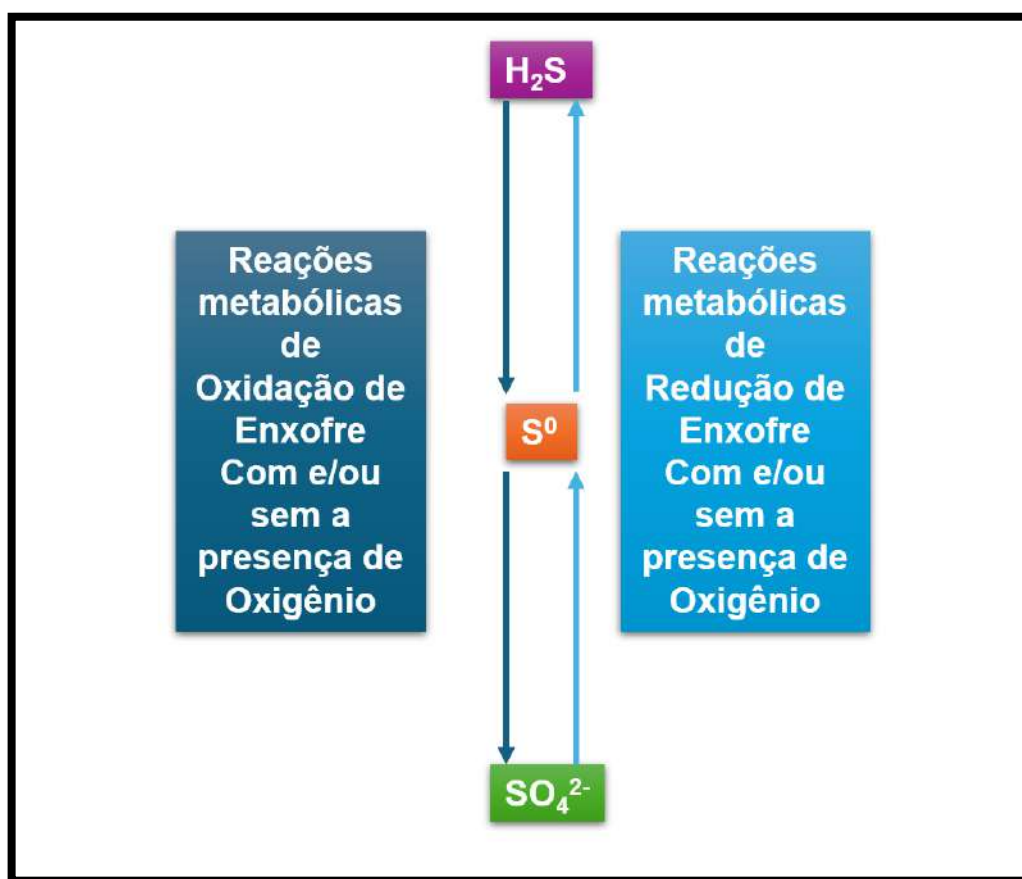 H₂S
Reações
metabólicas
de
Oxidação de
Enxofre
Com e/ou
sem a
presença de
Oxigênio
S⁰
Reações
metabólicas
de
Redução de
Enxofre
Com e/ou
sem a
presença de
Oxigênio
SO₄²⁻